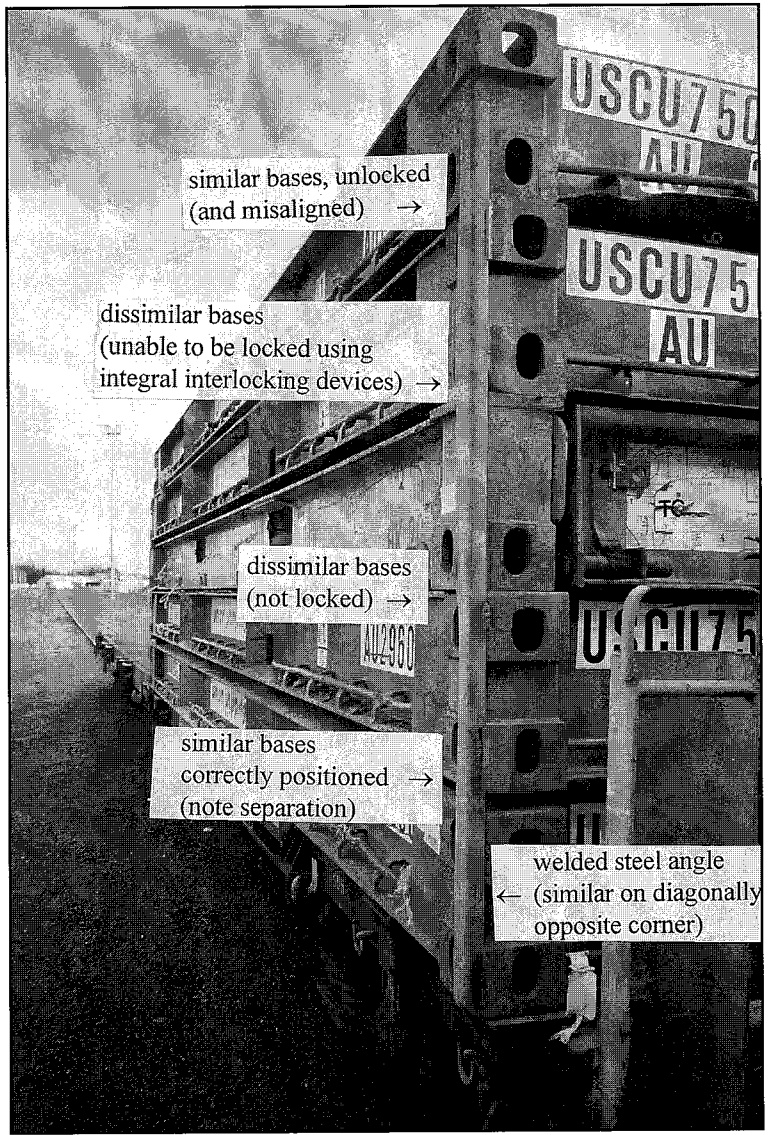 USCU750
AU
similar bases, unlocked
(and misaligned) →
USCU75
AU
dissimilar bases
(unable to be locked using
integral interlocking devices) →
TC
dissimilar bases
(not locked) →
USCU75
AU2960
similar bases
correctly positioned →
(note separation)
welded steel angle
← (similar on diagonally
opposite corner)